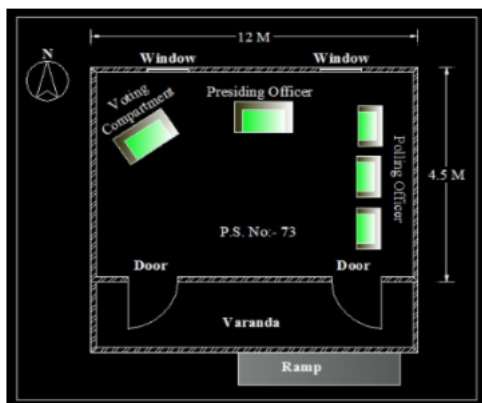 12 M
N
Window
Window
Voting
Compartment
Presiding Officer
Polling Officer
4.5 M
P.S. No:- 73
Door
Door
Varanda
Ramp